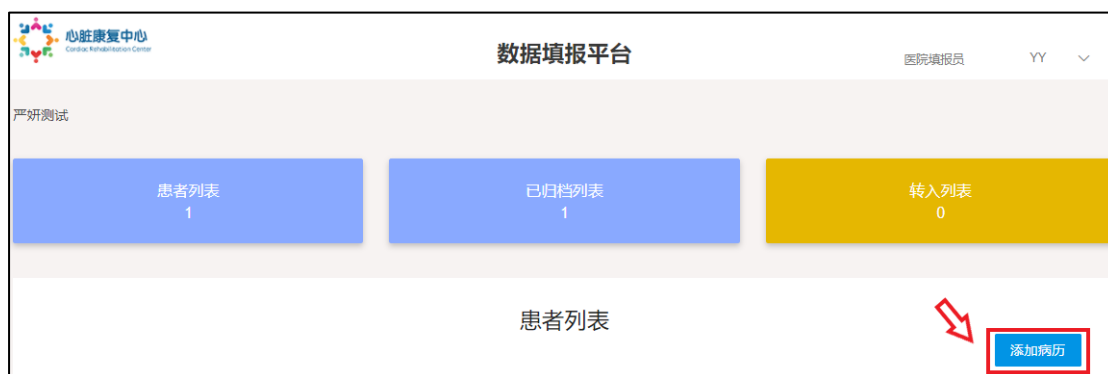 心脏康复中心
Cardiac Rehabilitation Center
数据填报平台
医院填报员 YY
严妍测试
患者列表
1
已归档列表
1
转入列表
0
患者列表
添加病历